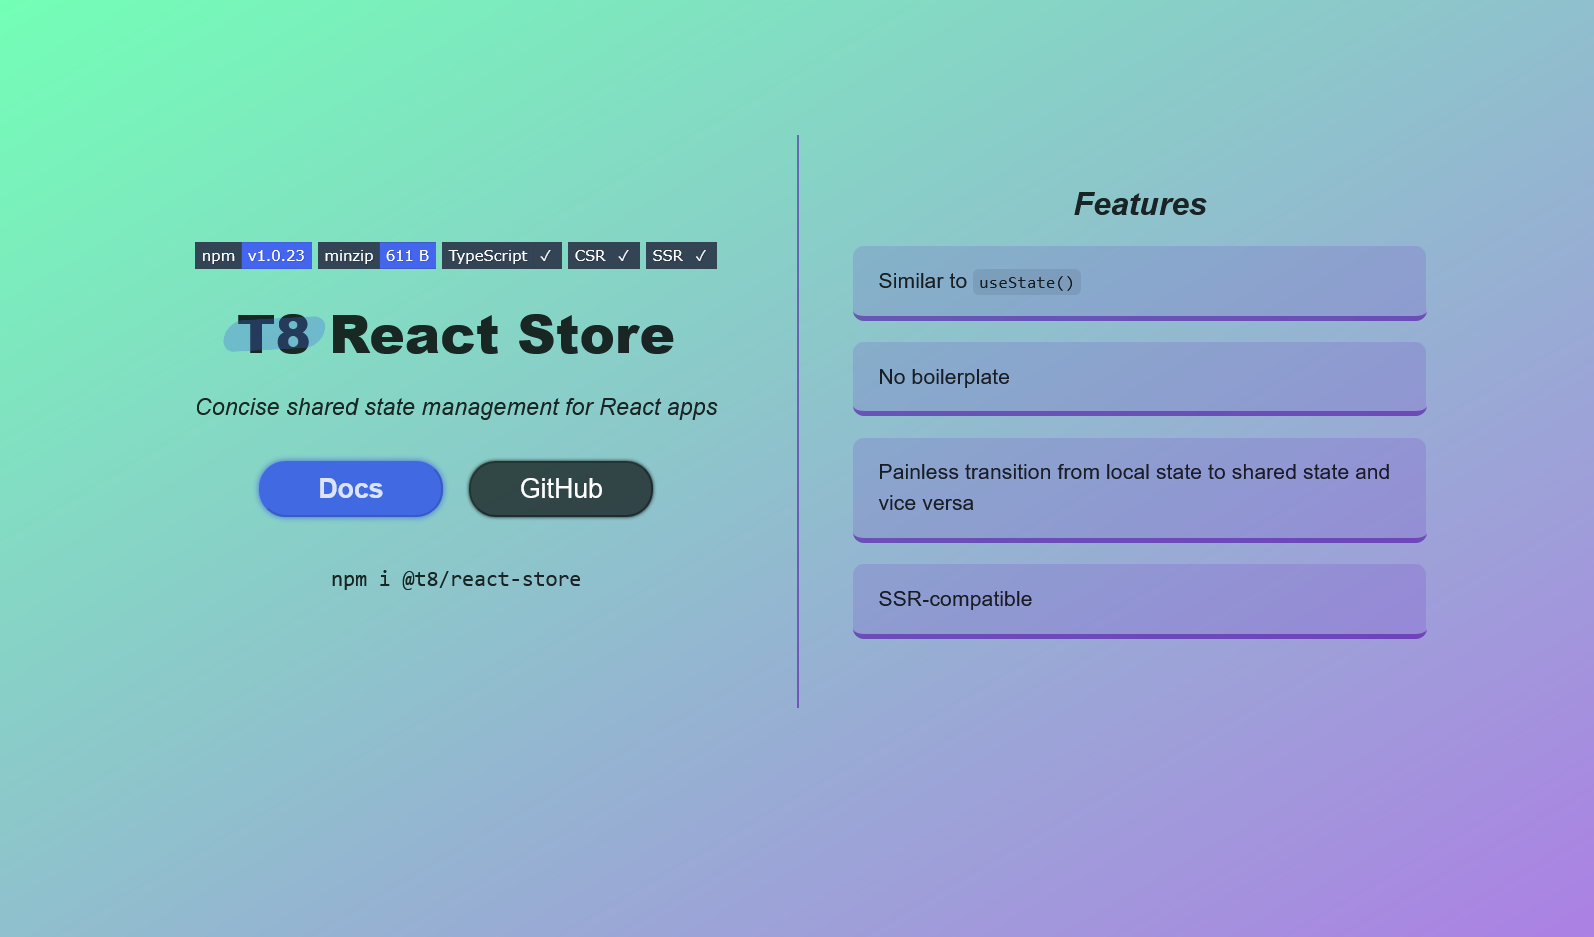 npm v1.0.23 minzip 611 B TypeScript ✓ CSR ✓ SSR ✓
T8 React Store
Concise shared state management for React apps
Docs GitHub
npm i @t8/react-store
Features
Similar to useState()
No boilerplate
Painless transition from local state to shared state and
vice versa
SSR-compatible